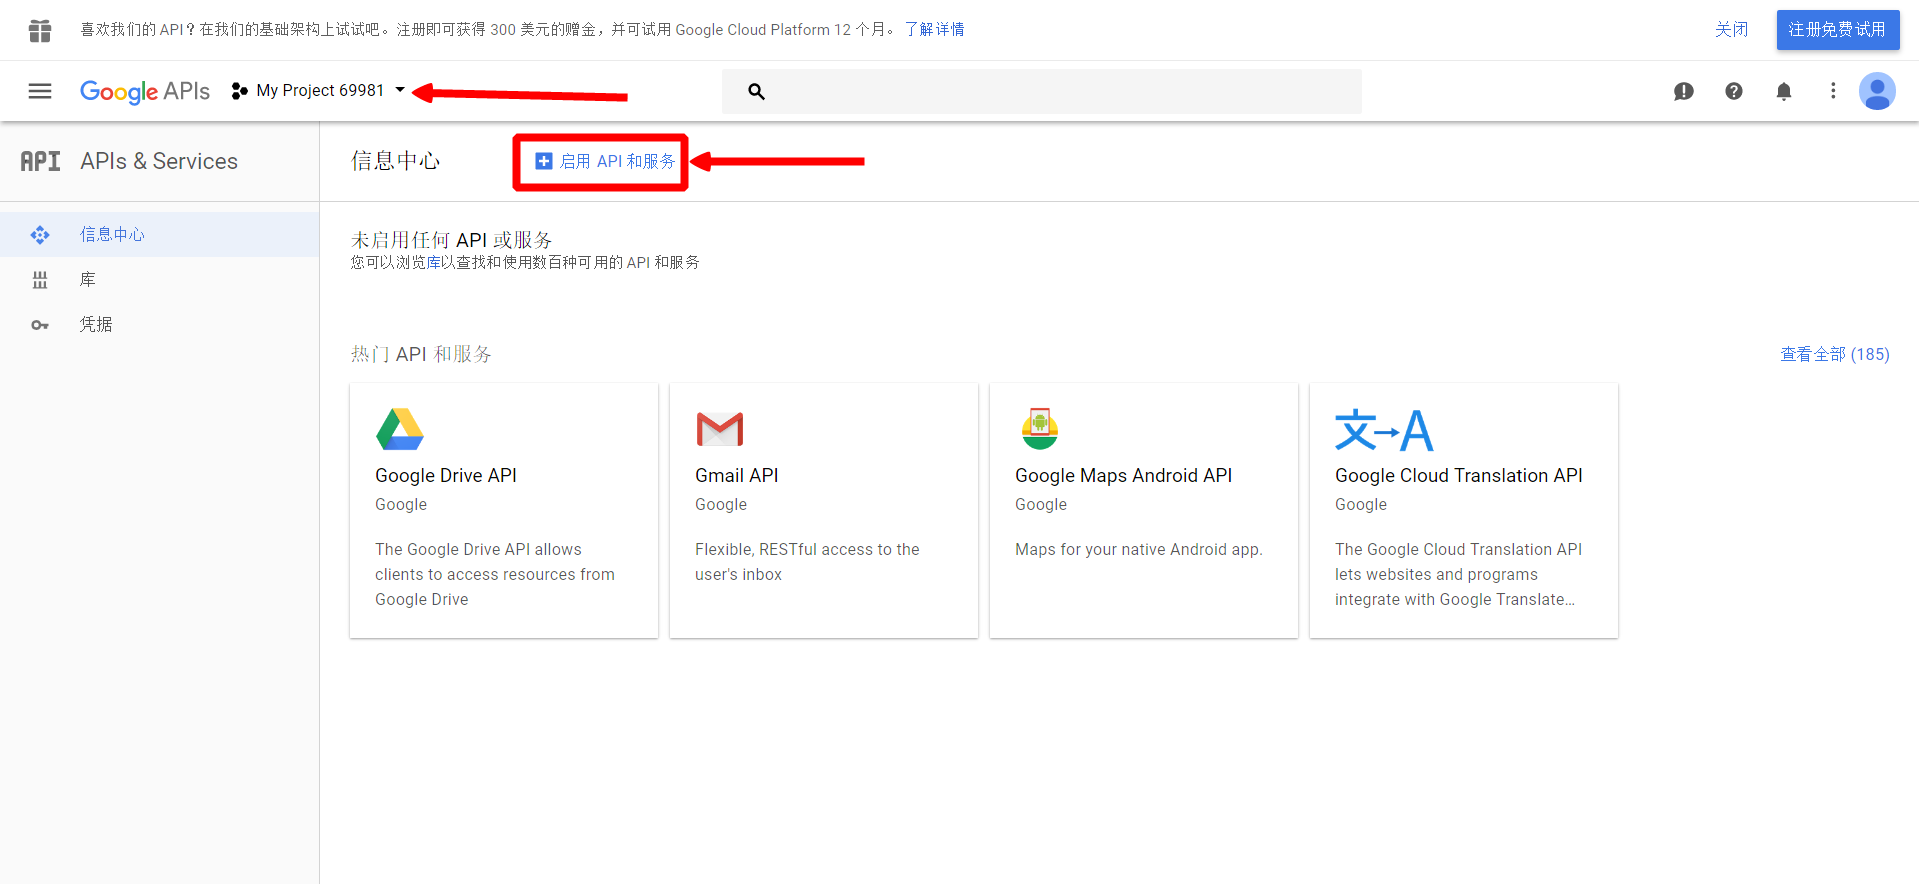 喜欢我们的 API？在我们的基础架构上试试吧。注册即可获得 300 美元的赠金，并可试用 Google Cloud Platform 12 个月。 了解详情
关闭
注册免费试用
Google APIs
My Project 69981
API
APIs & Services
信息中心
启用 API 和服务
信息中心
库
凭据
未启用任何 API 或服务
您可以浏览库以查找和使用数百种可用的 API 和服务
热门 API 和服务
查看全部 (185)
Google Drive API
Google
The Google Drive API allows
clients to access resources from
Google Drive
Gmail API
Google
Flexible, RESTful access to the
user's inbox
Google Maps Android API
Google
Maps for your native Android app.
文→A
Google Cloud Translation API
Google
The Google Cloud Translation API
lets websites and programs
integrate with Google Translate...